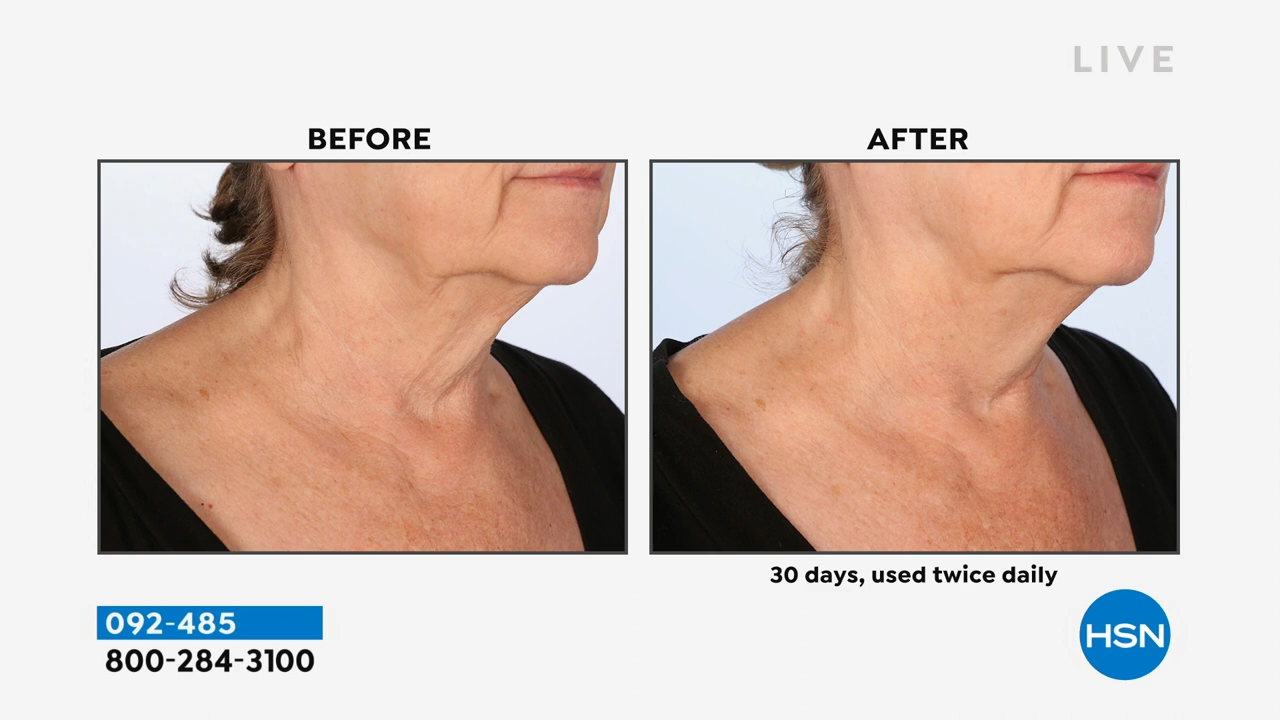 LIVE
BEFORE
AFTER
30 days, used twice daily
092-485
800-284-3100
HSN